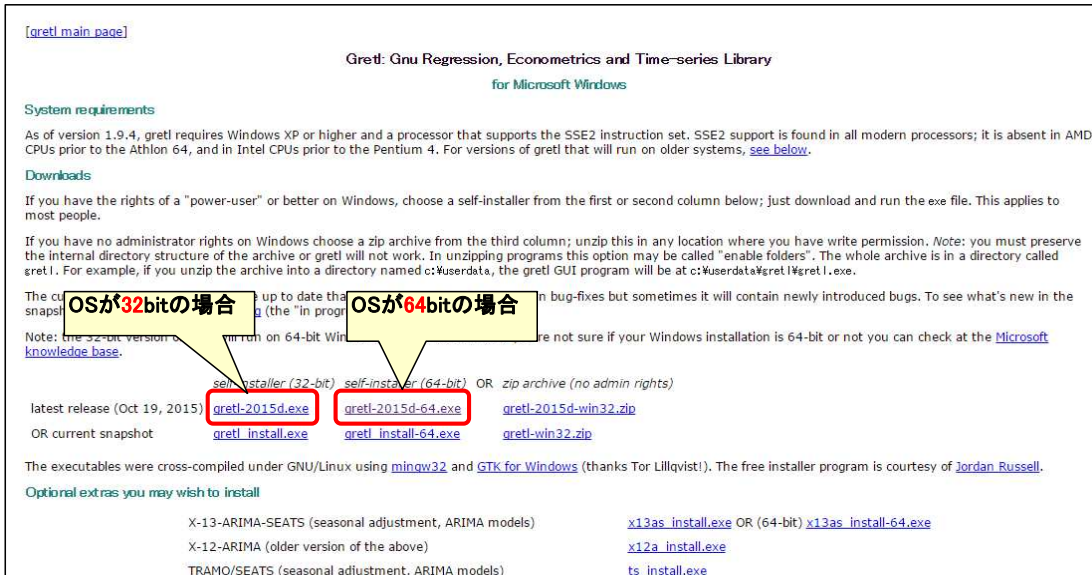 [gretl main page]
Gretl: Gnu Regression, Econometrics and Time-series Library
for Microsoft Windows
System requirements
As of version 1.9.4, gretl requires Windows XP or higher and a processor that supports the SSE2 instruction set. SSE2 support is found in all modern processors; it is absent in AMD
CPUs prior to the Athlon 64, and in Intel CPUs prior to the Pentium 4. For versions of gretl that will run on older systems, see below.
Downloads
If you have the rights of a "power-user" or better on Windows, choose a self-installer from the first or second column below; just download and run the exe file. This applies to
most people.
If you have no administrator rights on Windows choose a zip archive from the third column; unzip this in any location where you have write permission. Note: you must preserve
the internal directory structure of the archive or gretl will not work. In unzipping programs this option may be called "enable folders". The whole archive is in a directory called
gretl. For example, if you unzip the archive into a directory named c:¥userdata, the gretl GUI program will be at c:¥userdata¥gretl¥gretl.exe.
OSが32bitの場合
OSが64bitの場合
The cu e up to date tha n bug-fixes but sometimes it will contain newly introduced bugs. To see what's new in the
snapsh g (the "in progr
Note: the 32-bit version run on 64-bit Win re not sure if your Windows installation is 64-bit or not you can check at the Microsoft
knowledge base.
self-installer (32-bit) self-installer (64-bit) OR zip archive (no admin rights)
latest release (Oct 19, 2015) gretl-2015d.exe gretl-2015d-64.exe gretl-2015d-win32.zip
OR current snapshot gretl_install.exe gretl_install-64.exe gretl-win32.zip
The executables were cross-compiled under GNU/Linux using mingw32 and GTK for Windows (thanks Tor Lillqvist!). The free installer program is courtesy of Jordan Russell.
Optional extras you may wish to install
X-13-ARIMA-SEATS (seasonal adjustment, ARIMA models) x13as_install.exe OR (64-bit) x13as_install-64.exe
X-12-ARIMA (older version of the above) x12a_install.exe
TRAMO/SEATS (seasonal adjustment, ARIMA models) ts_install.exe